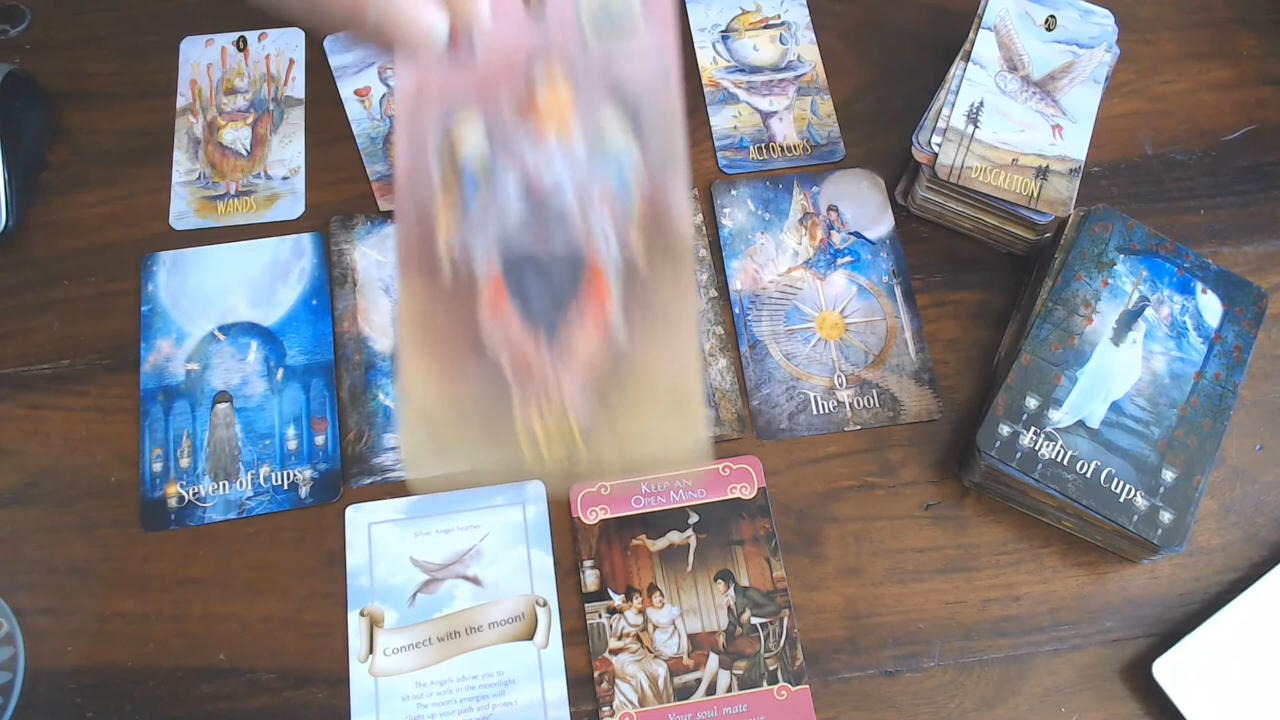 6
WANDS
ACE OF CUPS
20
DISCRETION
Seven of Cups
0
The Fool
Eight of Cups
Silver Angel feather
Connect with the moon!
The Angels advise you to
sit out or walk in the moonlight.
The moon's energies will
"light up your path and protect
KEEP AN
OPEN MIND
Your soul mate